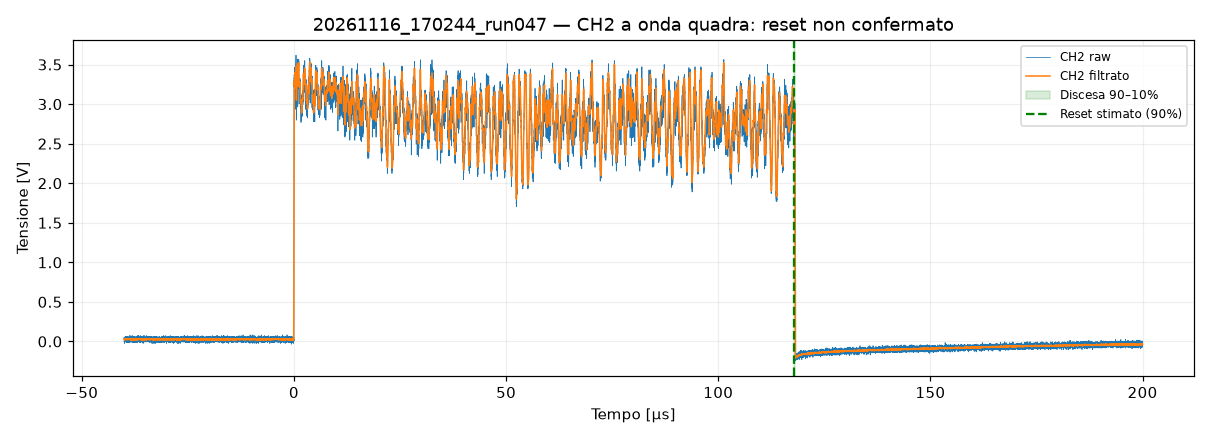 20261116_170244_run047 — CH2 a onda quadra: reset non confermato
CH2 raw
CH2 filtrato
Discesa 90–10%
Reset stimato (90%)
Tensione [V]
3.5
3.0
2.5
2.0
1.5
1.0
0.5
0.0
−50
0
50
100
150
200
Tempo [µs]